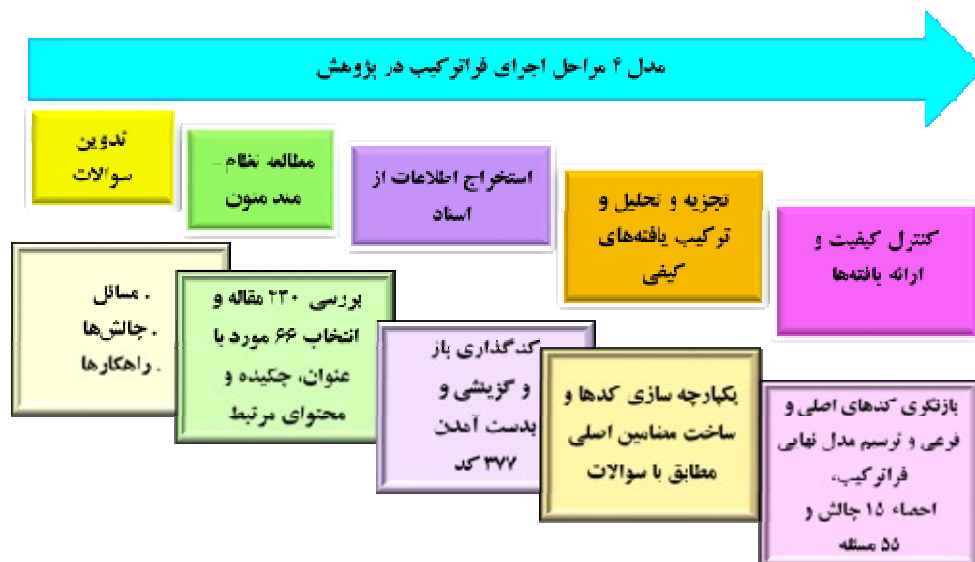 مدل ۴ مراحل اجرای فراترکیب در پژوهش
تدوین
سوالات
مطالعه نظام –
مند متون
استخراج اطلاعات از
اسناد
تجزیه و تحلیل و
ترکیب یافته‌های
کیفی
کنترل کیفیت و
ارائه یافته‌ها
. مسائل
. چالش‌ها
. راهکارها
بررسی ۲۳۰ مقاله و
انتخاب ۶۶ مورد با
عنوان، چکیده و
محتوای مرتبط
کدگذاری باز
و گزینشی و
بدست آمدن
۳۷۷ کد
یکپارچه سازی کدها و
ساخت مضامین اصلی
مطابق با سوالات
بازنگری کدهای اصلی و
فرعی و ترسیم مدل نهایی
فراترکیب،
احصاء ۱۵ چالش و
۵۵ مسئله